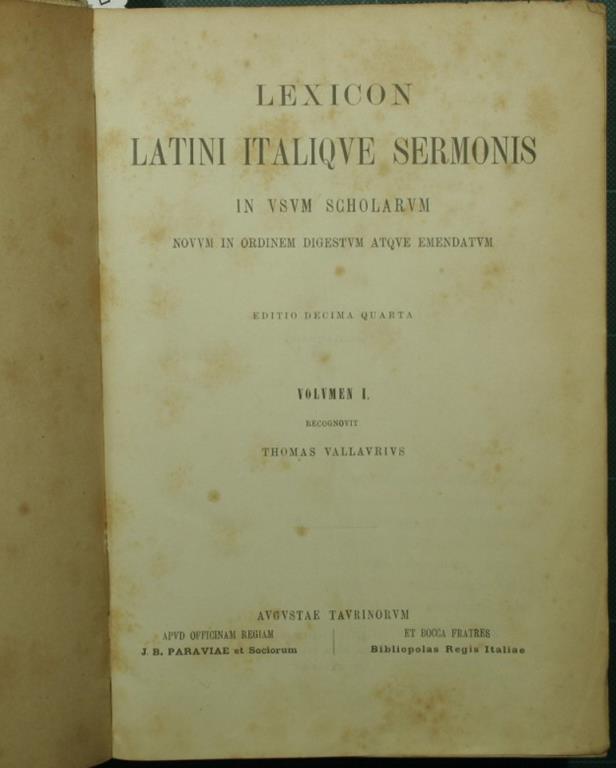 LEXICON
LATINI ITALIQVE SERMONIS
IN VSVM SCHOLARVM
NOVVM IN ORDINEM DIGESTVM ATQVE EMENDATVM
EDITIO DECIMA QUARTA
VOLVMEN I.
RECOGNOVIT
THOMAS VALLAVRIVS
AVGVSTAE TAVRINORVM
APVD OFFICINAM REGIAM
J. B. PARAVIAE et Sociorum
ET BOCCA FRATRES
Bibliopolas Regis Italiae